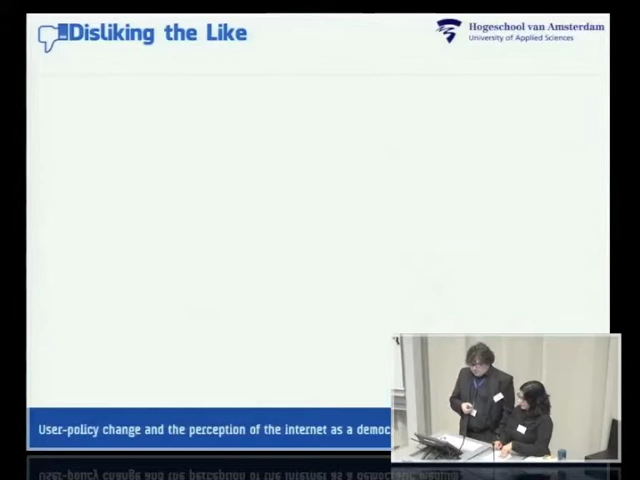 Disliking the Like
Hogeschool van Amsterdam
University of Applied Sciences
User-policy change and the perception of the internet as a democ